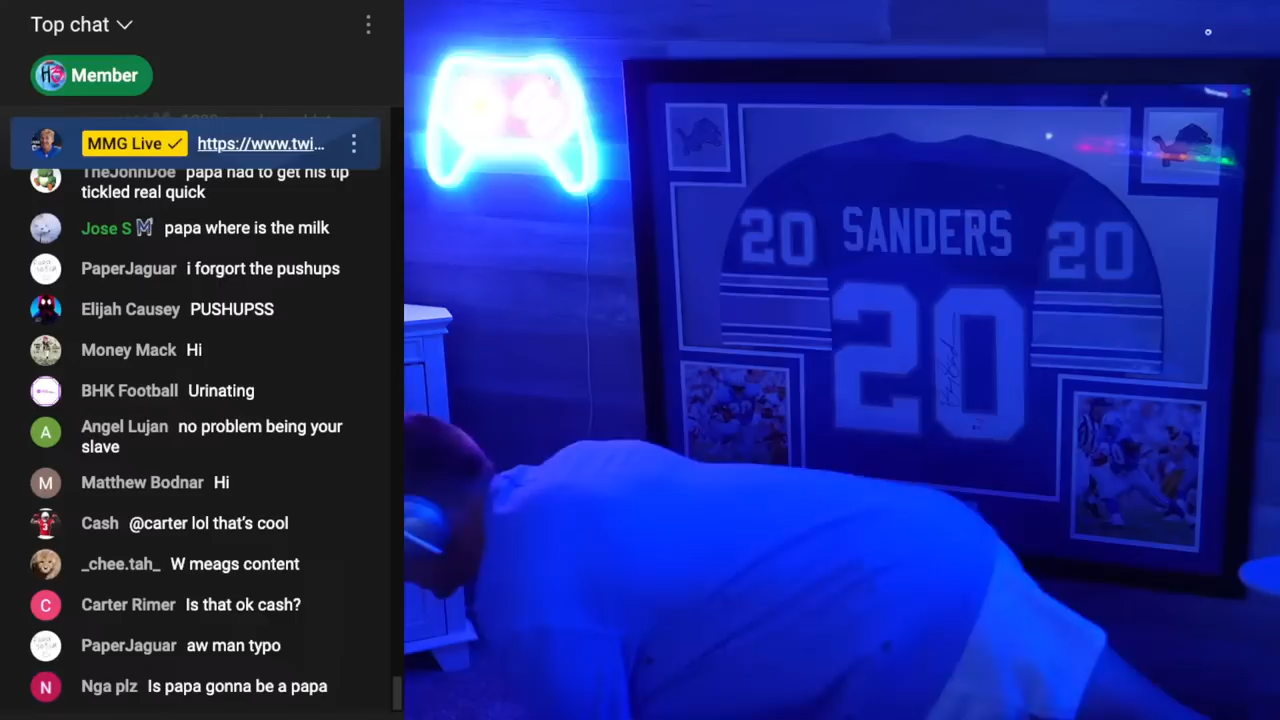 Top chat
Member
MMG Live https://www.twi...
TheJohnDoe papa had to get his tip
tickled real quick
Jose S papa where is the milk
PaperJaguar i forgort the pushups
Elijah Causey PUSHUPSS
Money Mack Hi
BHK Football Urinating
A Angel Lujan no problem being your
slave
M Matthew Bodnar Hi
Cash @carter lol that's cool
_chee.tah_ W meags content
C Carter Rimer Is that ok cash?
PaperJaguar aw man typo
N Nga plz Is papa gonna be a papa
20 SANDERS 20
20